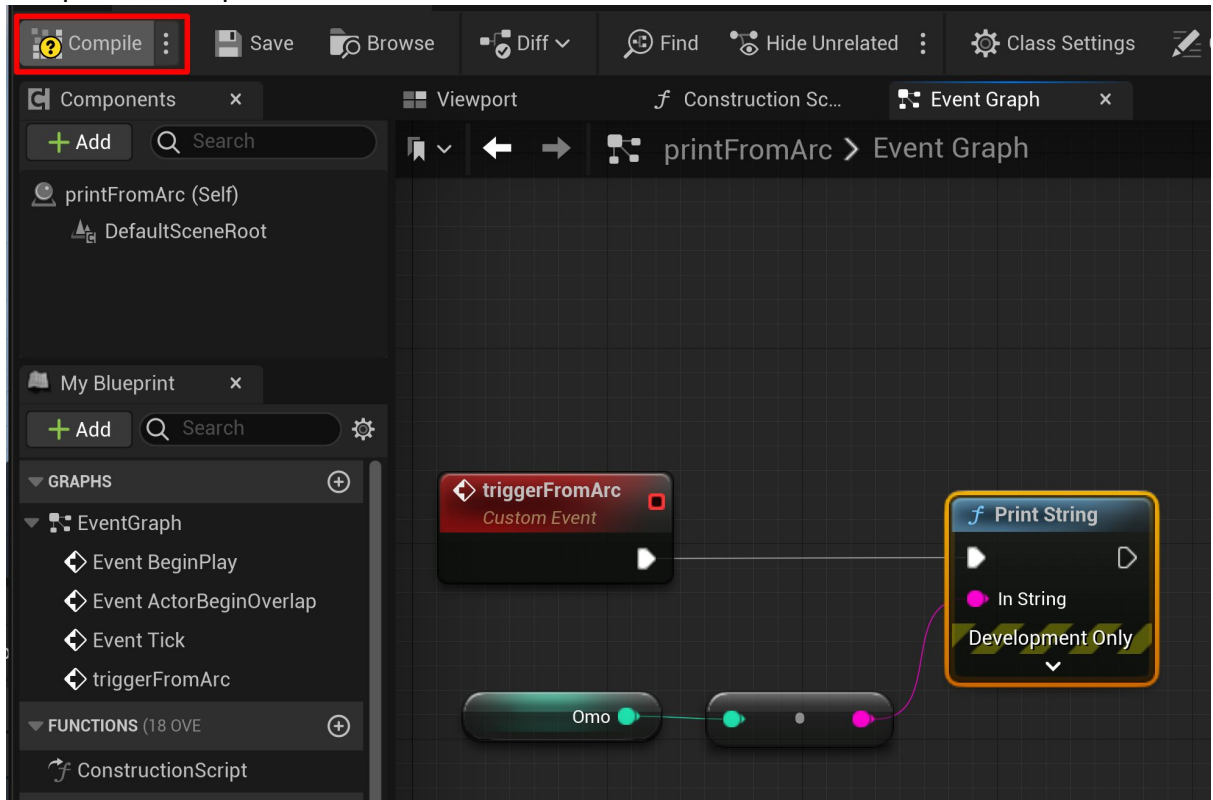 Compile Save Browse Diff Find Hide Unrelated Class Settings
Components
Viewport Construction Sc... Event Graph
Add Search
printFromArc > Event Graph
printFromArc (Self)
DefaultSceneRoot
My Blueprint
Add Search
GRAPHS
EventGraph
Event BeginPlay
Event ActorBeginOverlap
Event Tick
triggerFromArc
FUNCTIONS (18 OVE
ConstructionScript
triggerFromArc
Custom Event
Print String
In String
Development Only
Omo